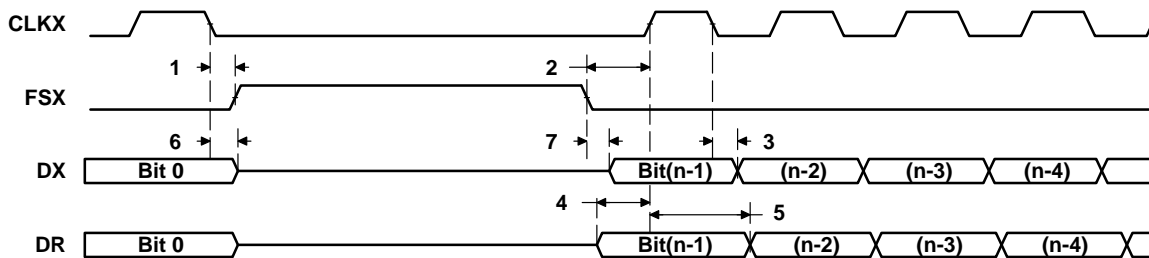 CLKX
1 2
FSX
6 7 3
DX Bit 0 Bit(n-1) (n-2) (n-3) (n-4)
4 5
DR Bit 0 Bit(n-1) (n-2) (n-3) (n-4)